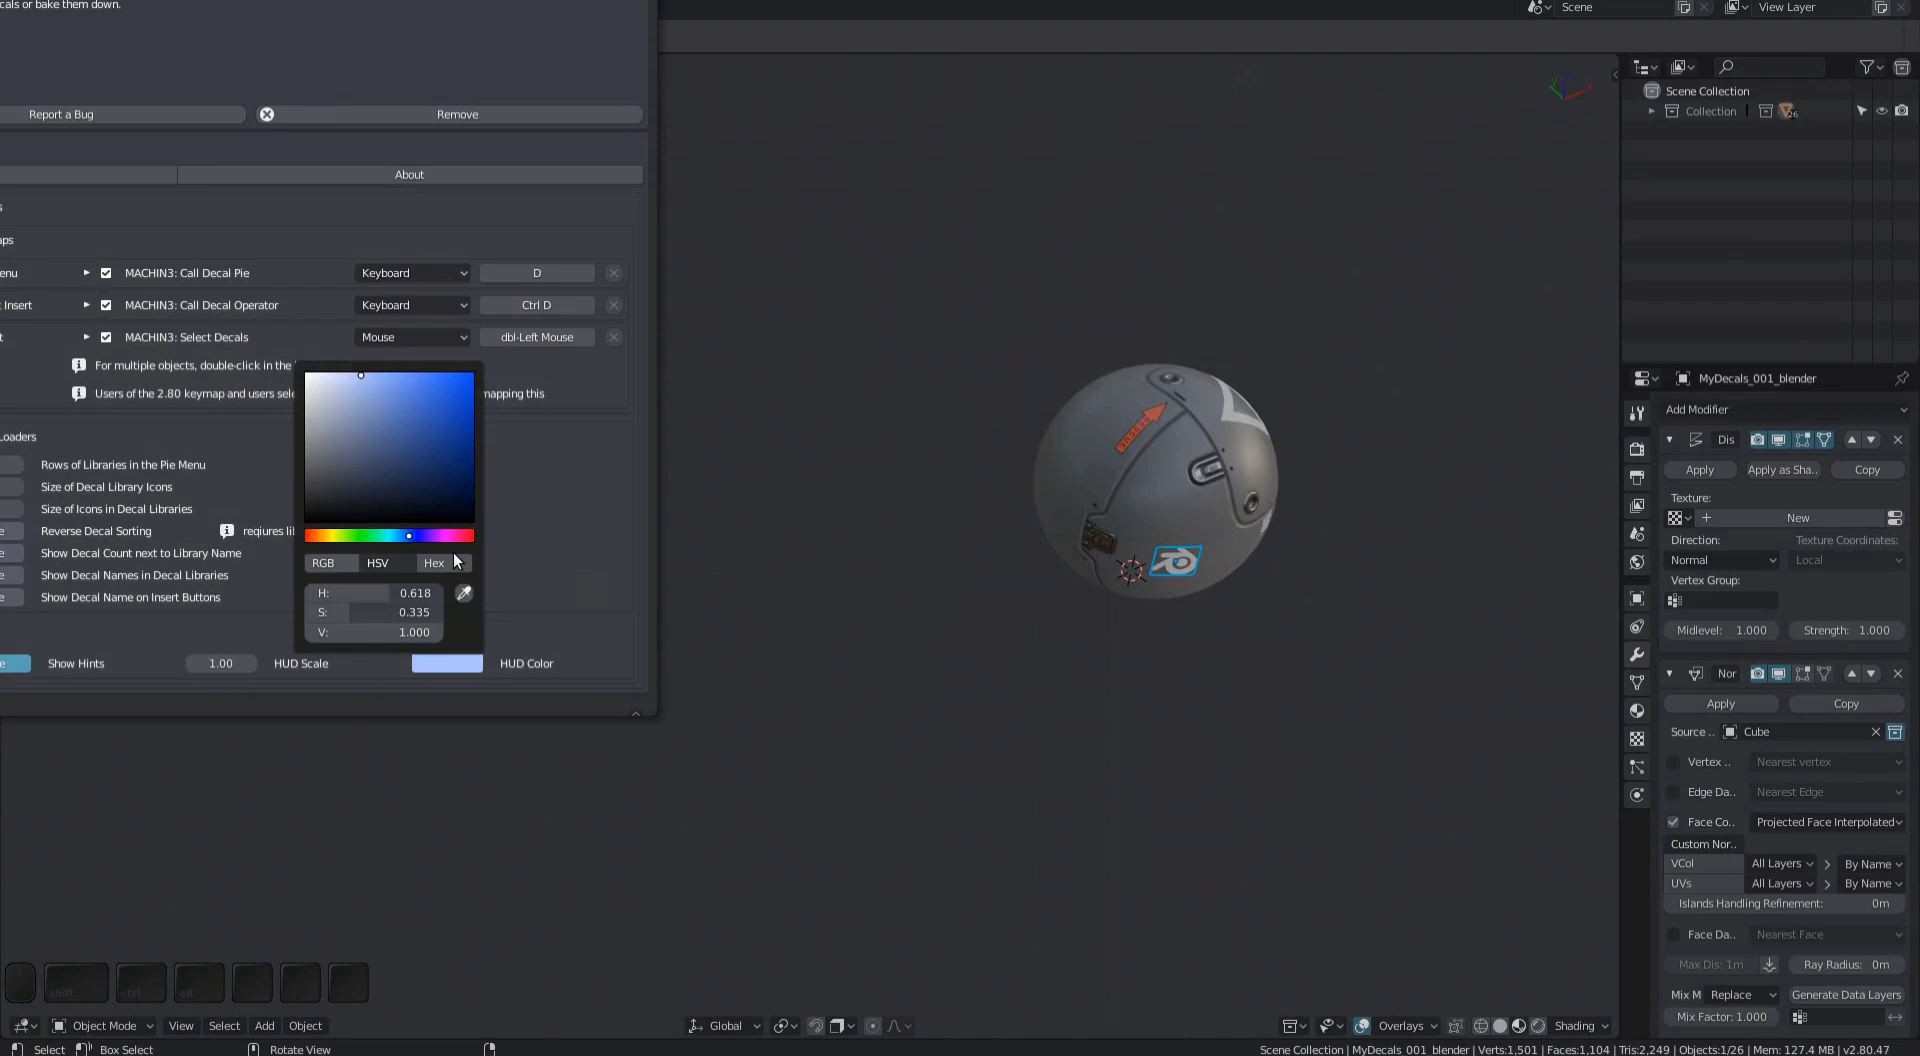 cals or bake them down.
Scene
View Layer
Scene Collection
Collection
26
Report a Bug
Remove
About
s
aps
enu
MACHIN3: Call Decal Pie
Keyboard
D
Insert
MACHIN3: Call Decal Operator
Keyboard
Ctrl D
t
MACHIN3: Select Decals
Mouse
dbl-Left Mouse
For multiple objects, double-click in the
Users of the 2.80 keymap and users sele
mapping this
Loaders
Rows of Libraries in the Pie Menu
Size of Decal Library Icons
Size of Icons in Decal Libraries
e
Reverse Decal Sorting
reqiures li
e
Show Decal Count next to Library Name
e
Show Decal Names in Decal Libraries
e
Show Decal Name on Insert Buttons
RGB
HSV
Hex
H:
0.618
S:
0.335
V:
1.000
e
Show Hints
1.00
HUD Scale
HUD Color
MyDecals_001_blender
Add Modifier
Dis
Apply
Apply as Sha..
Copy
Texture:
New
Direction:
Texture Coordinates:
Normal
Local
Vertex Group:
Midlevel: 1.000
Strength: 1.000
Nor
Apply
Copy
Source ..
Cube
Vertex ..
Nearest vertex
Edge Da..
Nearest Edge
Face Co..
Projected Face Interpolated
Custom Nor..
VCol
All Layers
By Name
UVs
All Layers
By Name
Islands Handling Refinement:
0m
Face Da..
Nearest Face
Max Dis: 1m
Ray Radius: 0m
Mix M
Replace
Generate Data Layers
Mix Factor: 1.000
shift
ctrl
alt
Object Mode
View
Select
Add
Object
Global
Overlays
Shading
Select
Box Select
Rotate View
Scene Collection | MyDecals_001_blender | Verts:1,501 | Faces:1,104 | Tris:2,249 | Objects:1/26 | Mem: 127.4 MB | v2.80.47